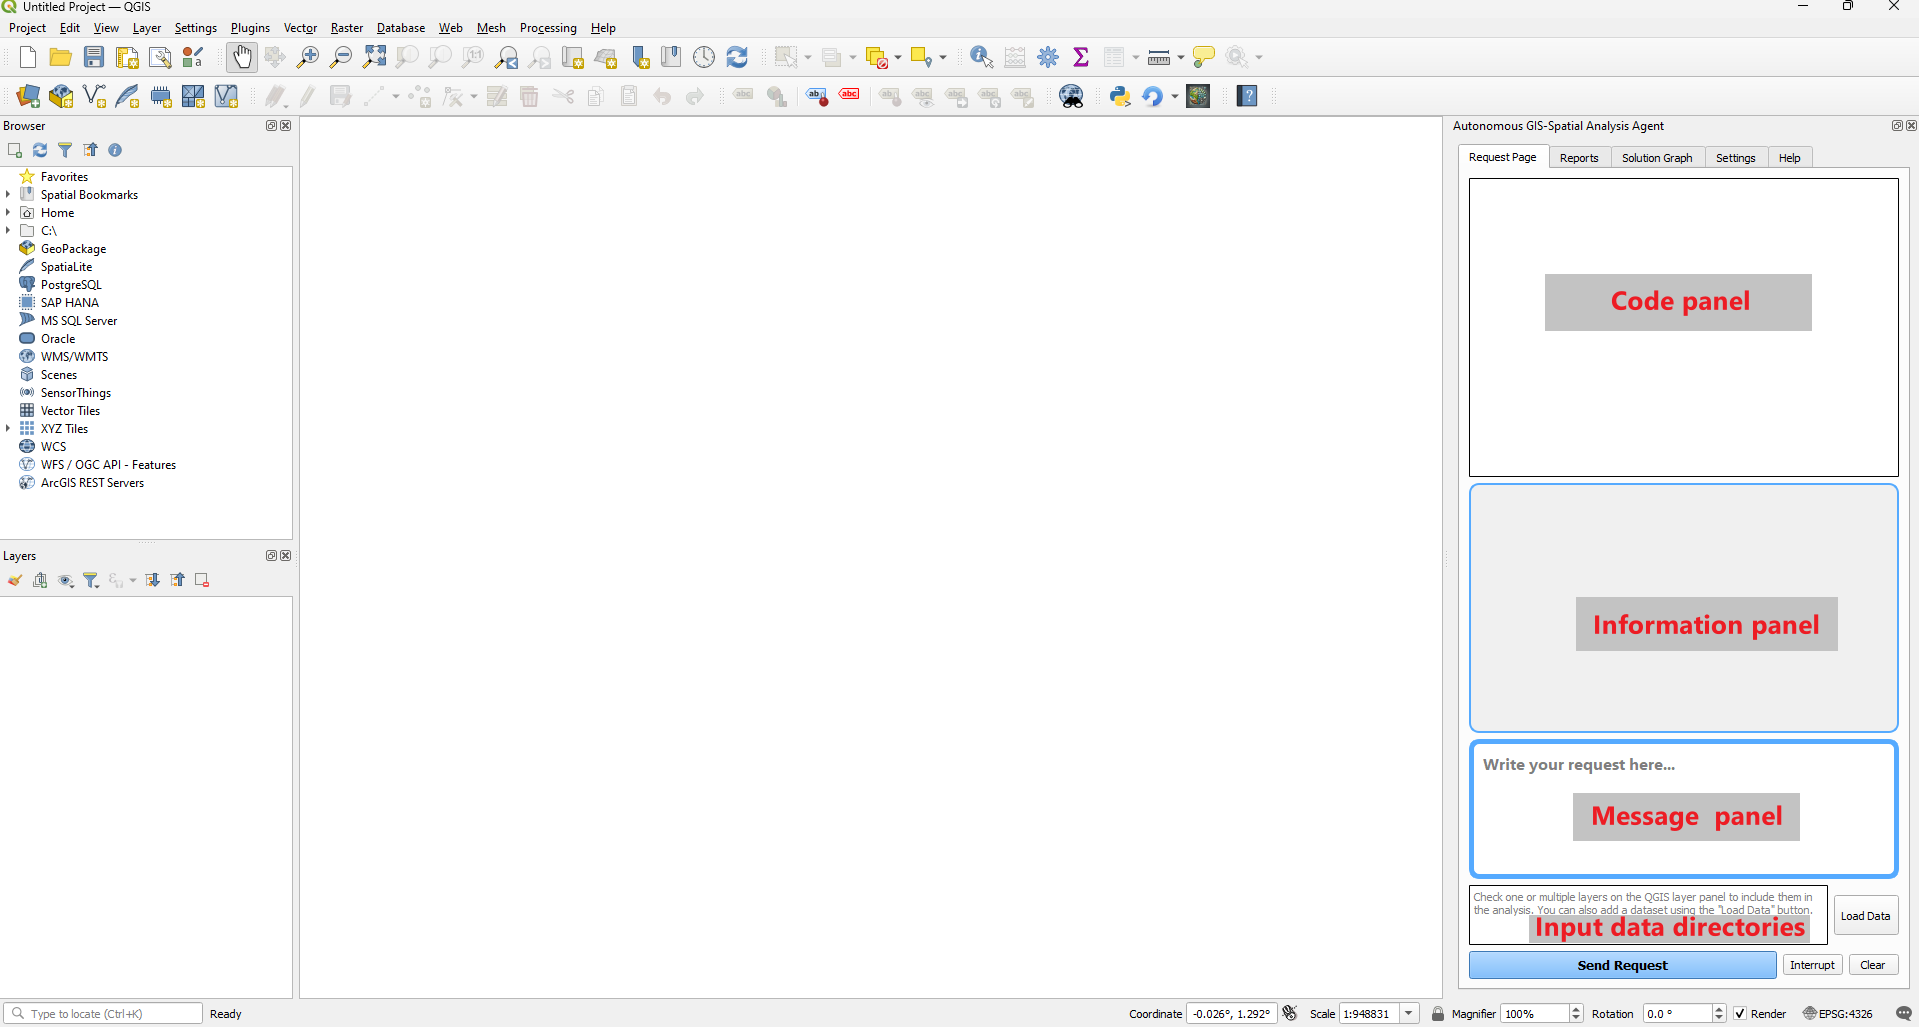 Untitled Project — QGIS
Project Edit View Layer Settings Plugins Vector Raster Database Web Mesh Processing Help
Browser
Favorites
Spatial Bookmarks
Home
C:\
GeoPackage
SpatiaLite
PostgreSQL
SAP HANA
MS SQL Server
Oracle
WMS/WMTS
Scenes
SensorThings
Vector Tiles
XYZ Tiles
WCS
WFS / OGC API - Features
ArcGIS REST Servers
Layers
Autonomous GIS-Spatial Analysis Agent
Request Page Reports Solution Graph Settings Help
Code panel
Information panel
Write your request here...
Message panel
Check one or multiple layers on the QGIS layer panel to include them in
the analysis. You can also add a dataset using the "Load Data" button.
Input data directories
Load Data
Send Request Interrupt Clear
Type to locate (Ctrl+K) Ready Coordinate -0.026°, 1.292° Scale 1:948831 Magnifier 100% Rotation 0.0 ° Render EPSG:4326